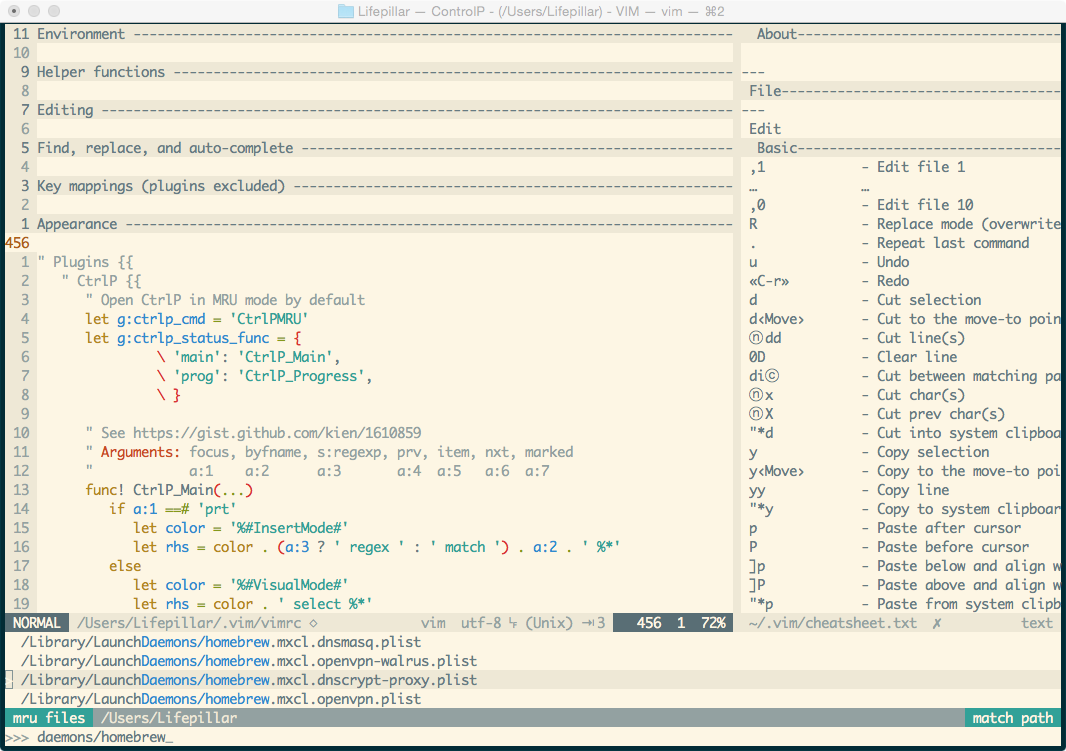 Lifepillar — ControlP - (/Users/Lifepillar) - VIM — vim — ⌘2
11 Environment ---------------------------------------------------------------------------
10
9 Helper functions ----------------------------------------------------------------------
8
7 Editing -------------------------------------------------------------------------------
6
5 Find, replace, and auto-complete ------------------------------------------------------
4
3 Key mappings (plugins excluded) -------------------------------------------------------
2
1 Appearance ----------------------------------------------------------------------------
456
1 " Plugins {{
2 " CtrlP {{
3 " Open CtrlP in MRU mode by default
4 let g:ctrlp_cmd = 'CtrlPMRU'
5 let g:ctrlp_status_func = {
6 \ 'main': 'CtrlP_Main',
7 \ 'prog': 'CtrlP_Progress',
8 \ }
9
10 " See https://gist.github.com/kien/1610859
11 " Arguments: focus, byfname, s:regexp, prv, item, nxt, marked
12 " a:1 a:2 a:3 a:4 a:5 a:6 a:7
13 func! CtrlP_Main(...)
14 if a:1 ==# 'prt'
15 let color = '%#InsertMode#'
16 let rhs = color . (a:3 ? ' regex ' : ' match ') . a:2 . ' %*'
17 else
18 let color = '%#VisualMode#'
19 let rhs = color . ' select %*'
NORMAL /Users/Lifepillar/.vim/vimrc ◇ vim utf-8 ↯ (Unix) ⇥3 456 1 72%
About---------------------------------
---
File-----------------------------------
---
Edit
Basic---------------------------------
,1 - Edit file 1
… …
,0 - Edit file 10
R - Replace mode (overwrite
. - Repeat last command
u - Undo
«C-r» - Redo
d - Cut selection
d‹Move› - Cut to the move-to poin
ⓝdd - Cut line(s)
0D - Clear line
diⓒ - Cut between matching pa
ⓝx - Cut char(s)
ⓝX - Cut prev char(s)
"*d - Cut into system clipboa
y - Copy selection
y‹Move› - Copy to the move-to poi
yy - Copy line
"*y - Copy to system clipboar
p - Paste after cursor
P - Paste before cursor
]p - Paste below and align w
]P - Paste above and align w
"*p - Paste from system clipb
~/.vim/cheatsheet.txt ✗ text
/Library/LaunchDaemons/homebrew.mxcl.dnsmasq.plist
/Library/LaunchDaemons/homebrew.mxcl.openvpn-walrus.plist
/Library/LaunchDaemons/homebrew.mxcl.dnscrypt-proxy.plist
/Library/LaunchDaemons/homebrew.mxcl.openvpn.plist
mru files /Users/Lifepillar match path
>>> daemons/homebrew_